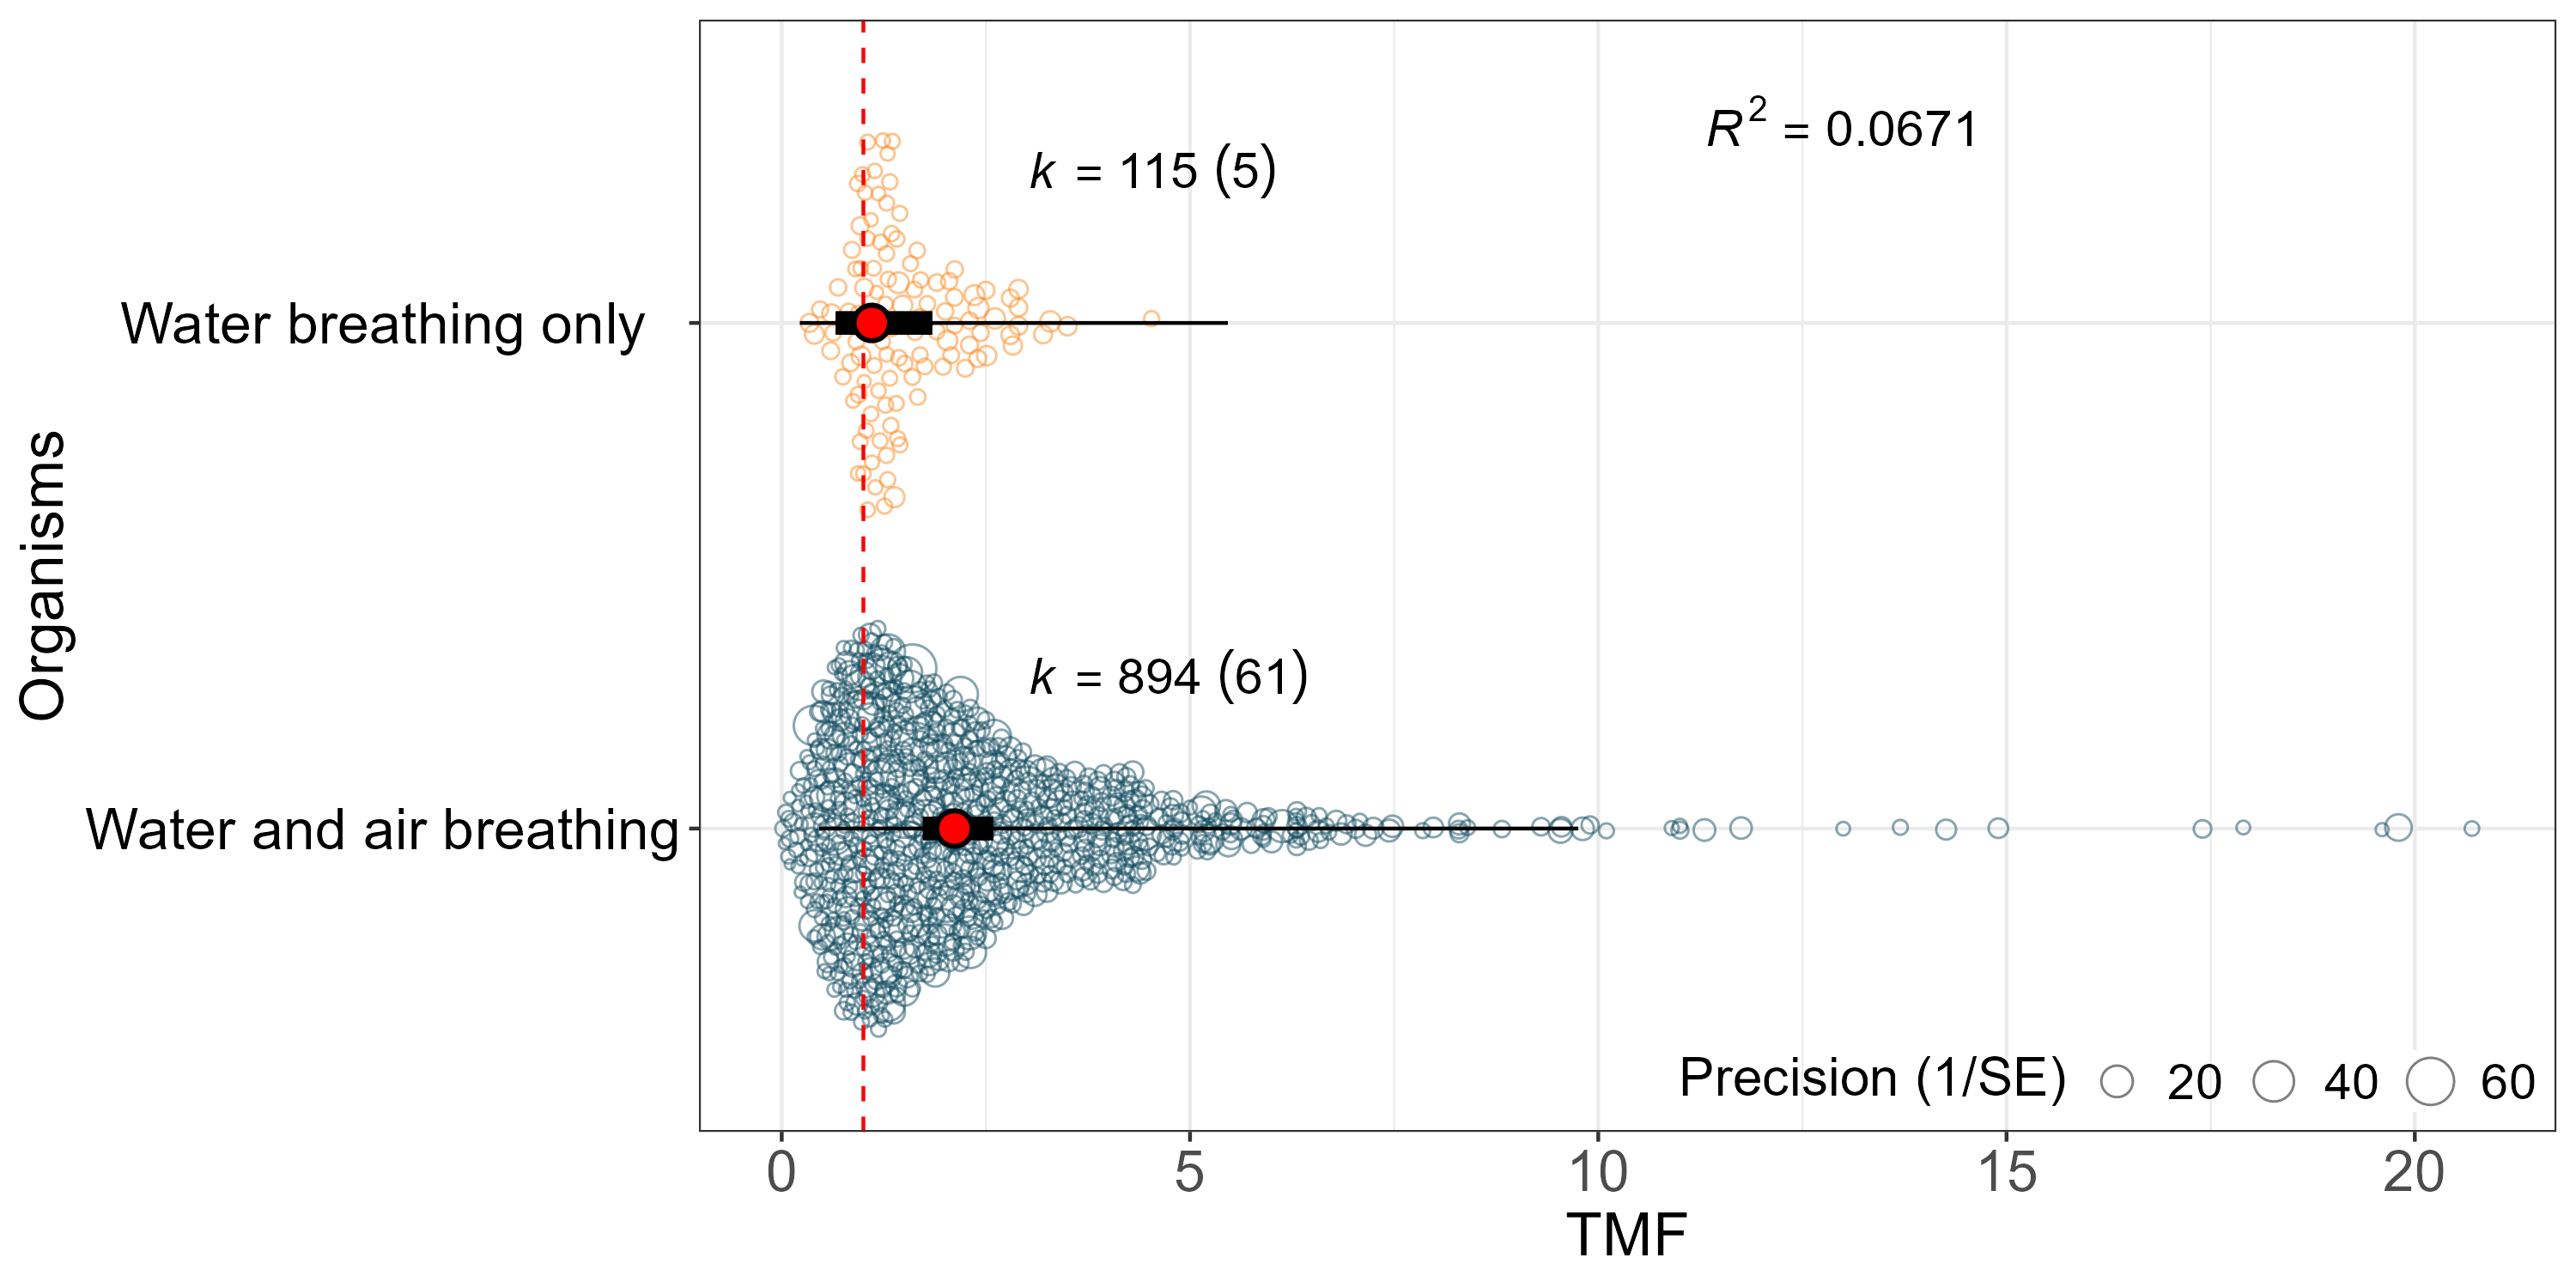 R² = 0.0671
k = 115 (5)
Water breathing only
Organisms
k = 894 (61)
Water and air breathing
Precision (1/SE) 20 40 60
0 5 10 15 20
TMF